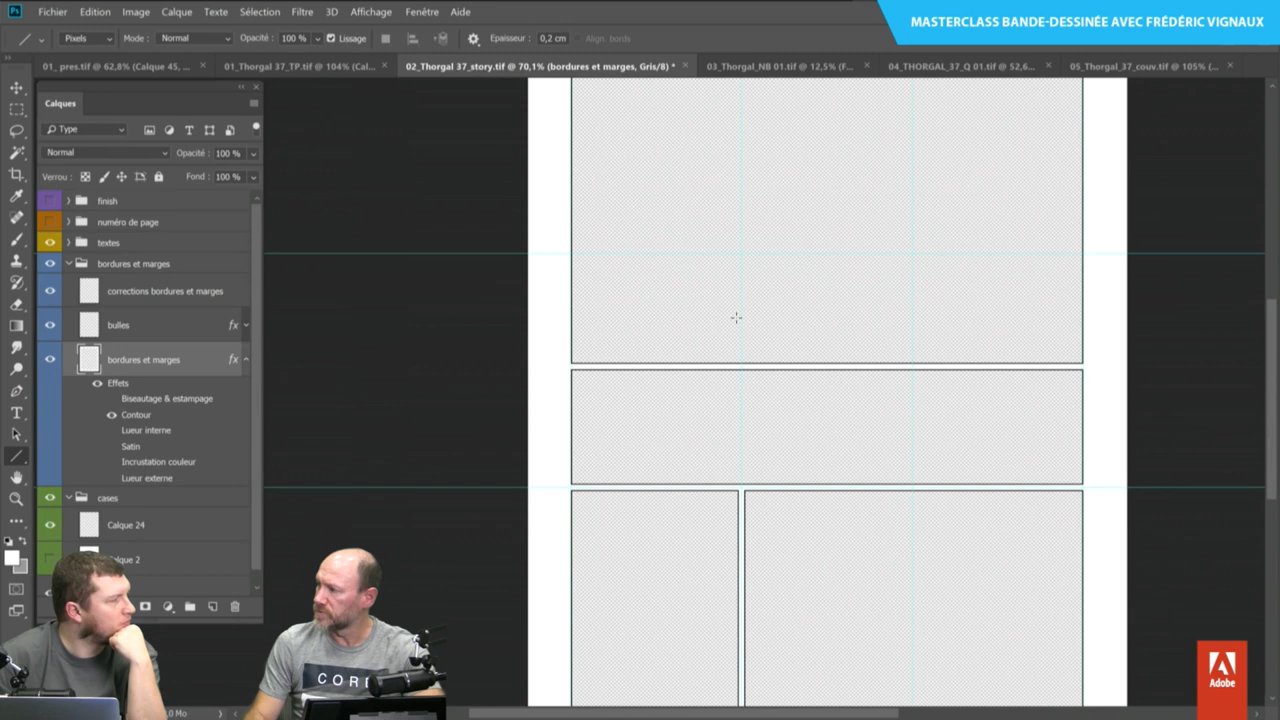 MASTERCLASS BANDE-DESSINÉE AVEC FRÉDÉRIC VIGNAUX
Ps Fichier Edition Image Calque Texte Sélection Filtre 3D Affichage Fenêtre Aide
Pixels Mode : Normal Opacité : 100 % Lissage Epaisseur : 0,2 cm Align. bords
01_ pres.tif @ 62,8% (Calque 45, ... × 01_Thorgal 37_TP.tif @ 104% (Cal... × 02_Thorgal 37_story.tif @ 70,1% (bordures et marges, Gris/8) * × 03_Thorgal_NB 01.tif @ 12,5% (F... × 04_THORGAL_37_Q 01.tif @ 52,6... × 05_Thorgal_37_couv.tif @ 105% (... ×
Calques
Type
Normal Opacité : 100 %
Verrou : Fond : 100 %
finish
numéro de page
textes
bordures et marges
corrections bordures et marges
bulles fx
bordures et marges fx
Effets
Biseautage & estampage
Contour
Lueur interne
Satin
Incrustation couleur
Lueur externe
cases
Calque 24
que 2
COR
0 Mo
Adobe